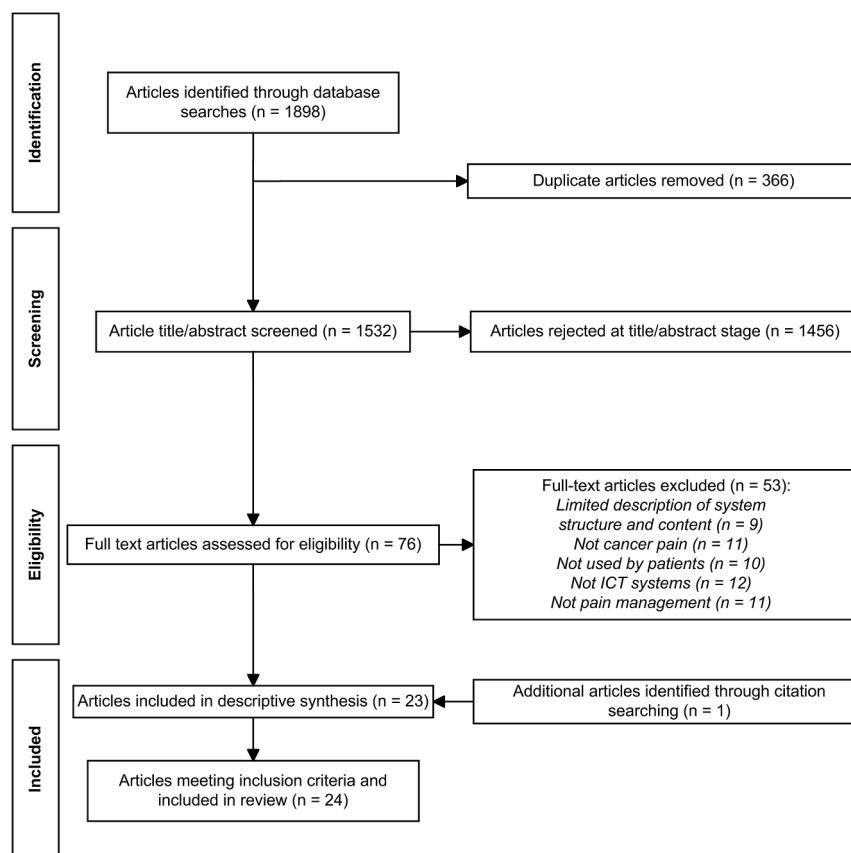 Identification
Articles identified through database
searches (n = 1898)
Duplicate articles removed (n = 366)
Screening
Article title/abstract screened (n = 1532)
Articles rejected at title/abstract stage (n = 1456)
Eligibility
Full text articles assessed for eligibility (n = 76)
Full-text articles excluded (n = 53):
Limited description of system
structure and content (n = 9)
Not cancer pain (n = 11)
Not used by patients (n = 10)
Not ICT systems (n = 12)
Not pain management (n = 11)
Included
Articles included in descriptive synthesis (n = 23)
Additional articles identified through citation
searching (n = 1)
Articles meeting inclusion criteria and
included in review (n = 24)